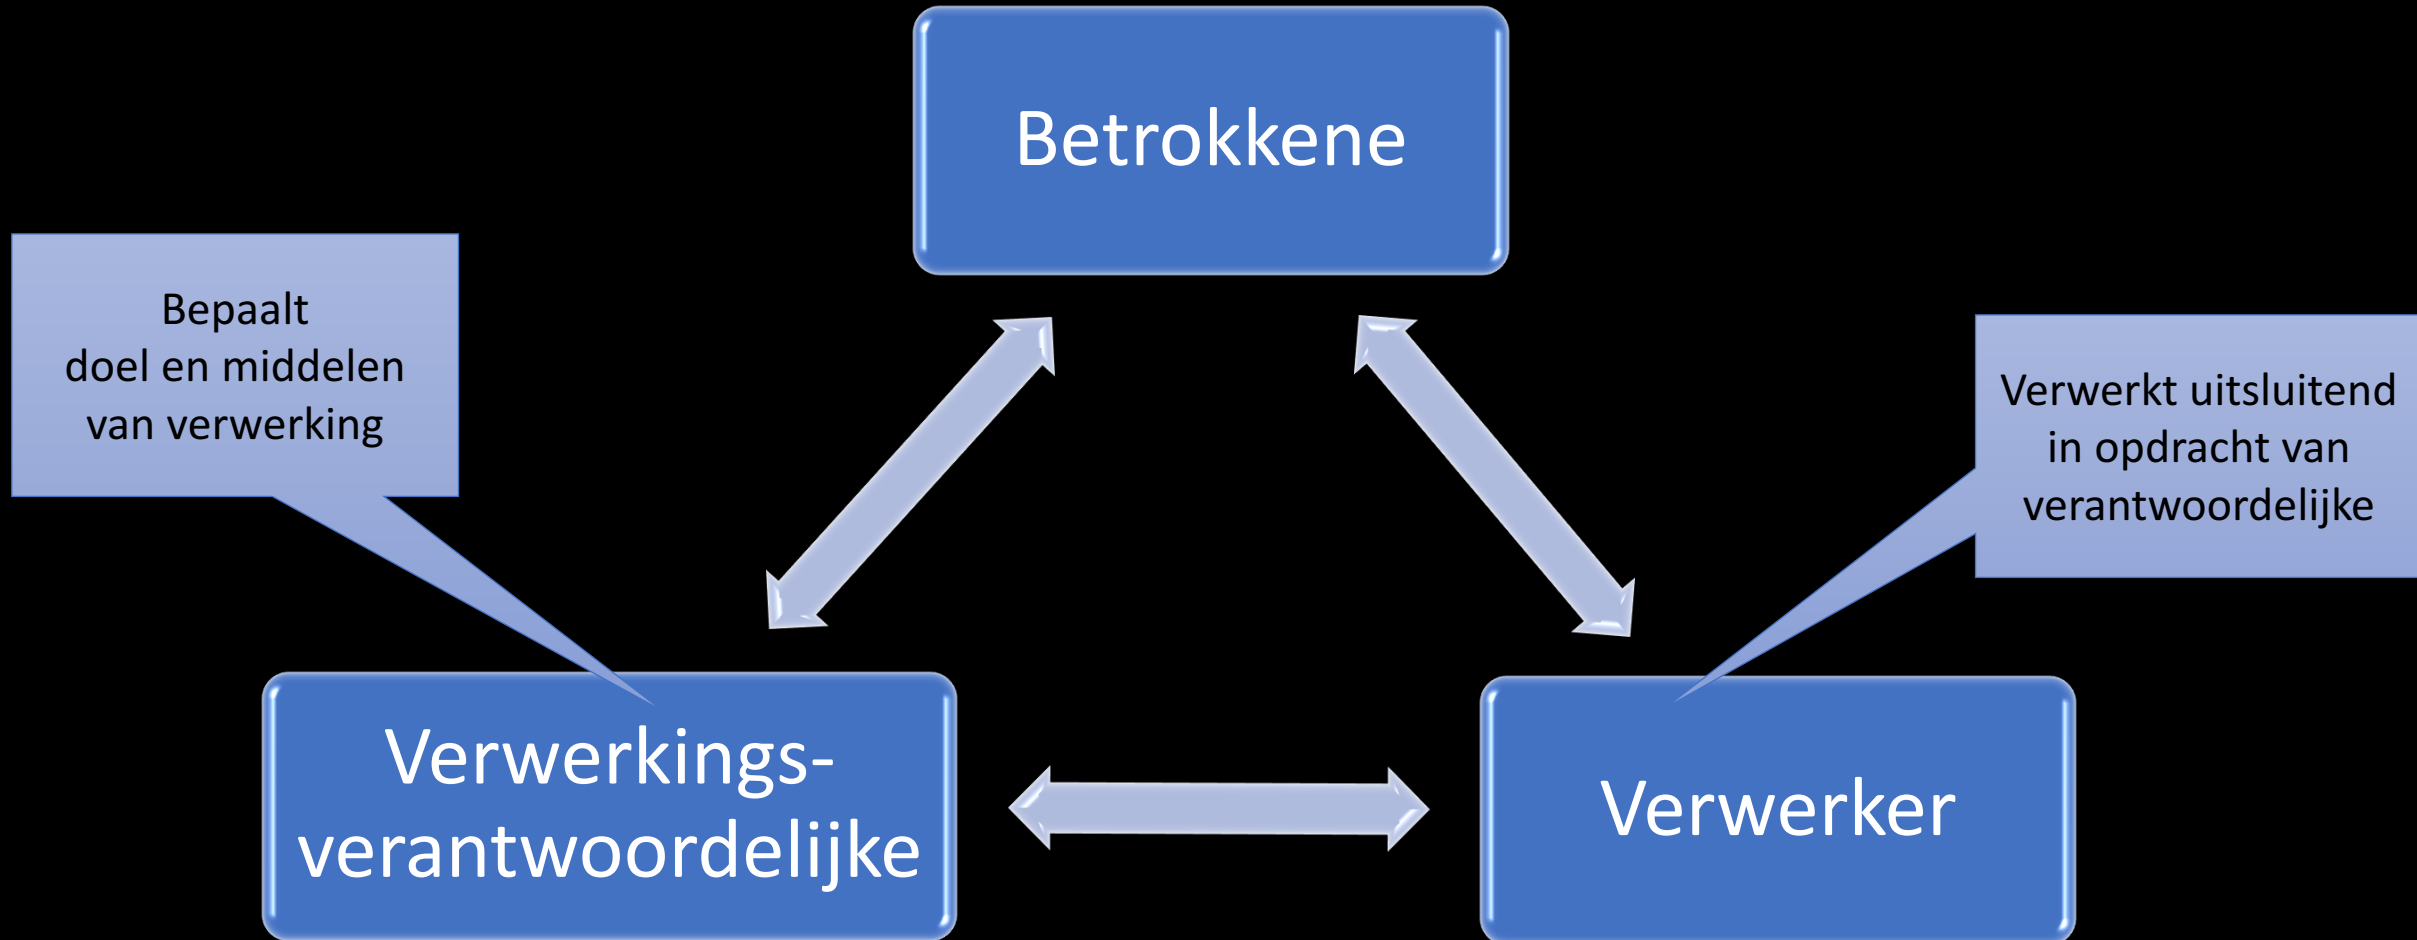 Betrokkene
Bepaalt
doel en middelen
van verwerking
Verwerkt uitsluitend
in opdracht van
verantwoordelijke
Verwerkings-
verantwoordelijke
Verwerker